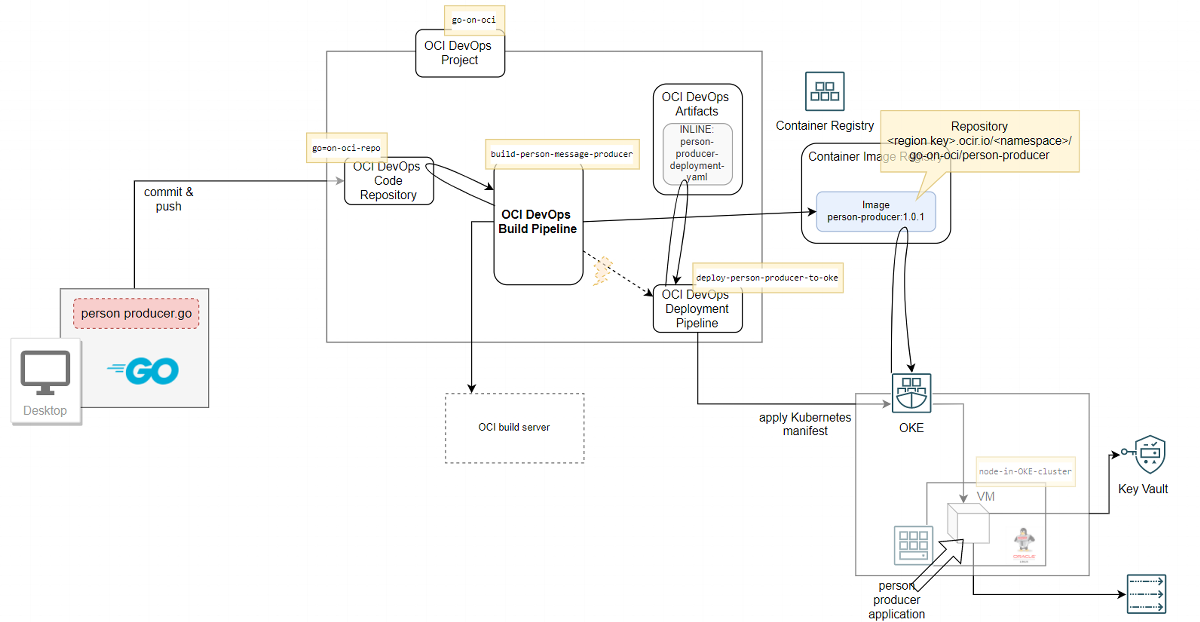 go-on-oci
OCI DevOps
Project
Container Registry
OCI DevOps
Artifacts
INLINE:
person-
producer-
deployment-
yaml
go=on-oci-repo
OCI DevOps
Code
Repository
build-person-message-producer
OCI DevOps
Build Pipeline
Repository
<region key>.ocir.io/<namespace>/
go-on-oci/person-producer
Container Image Registry
Image
person-producer:1.0.1
commit &
push
deploy-person-producer-to-oke
OCI DevOps
Deployment
Pipeline
person producer.go
GO
Desktop
OCI build server
apply Kubernetes
manifest
OKE
node-in-OKE-cluster
VM
Key Vault
ORACLE
person
producer
application